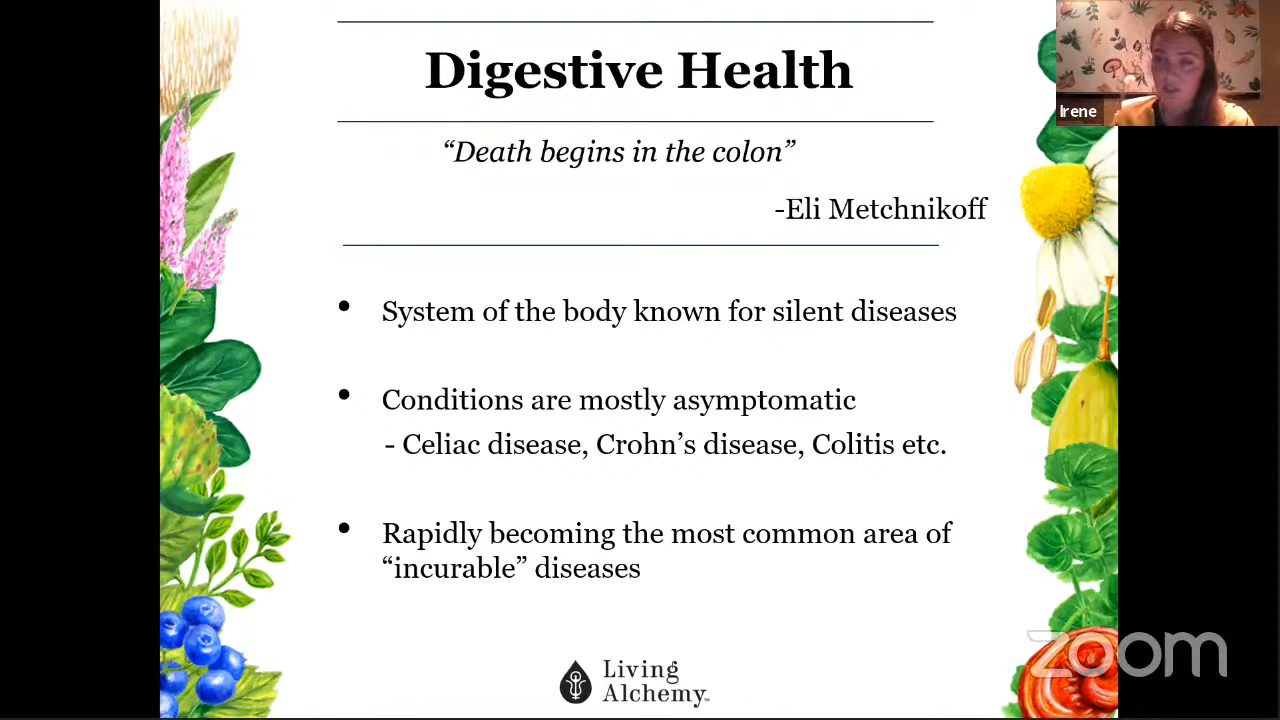 Digestive Health
“Death begins in the colon”
-Eli Metchnikoff
• System of the body known for silent diseases
• Conditions are mostly asymptomatic
- Celiac disease, Crohn’s disease, Colitis etc.
• Rapidly becoming the most common area of
“incurable” diseases
Living
Alchemy™
Irene
zoom